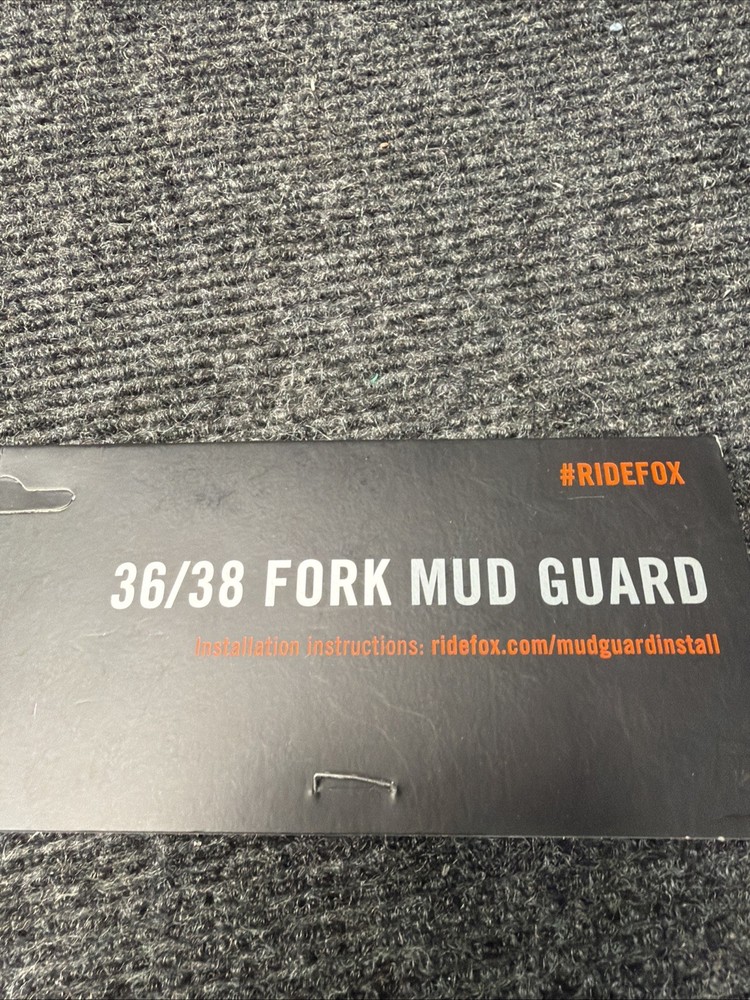 #RIDEFOX
36/38 FORK MUD GUARD
Installation instructions: ridefox.com/mudguardinstall